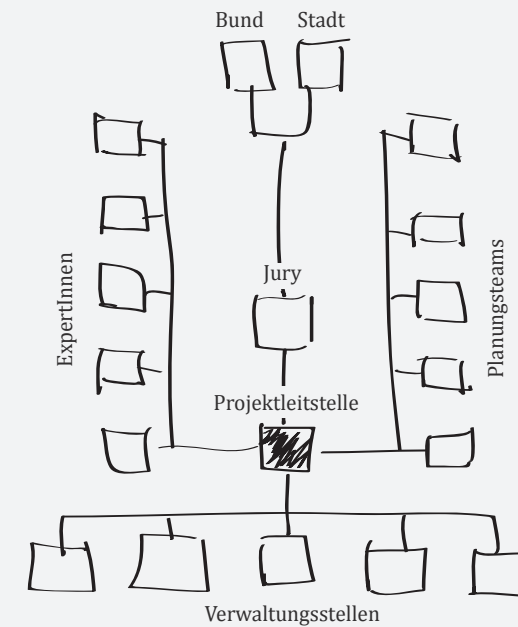 Bund
Stadt
Jury
ExpertInnen
Planungsteams
Projektleitstelle
Verwaltungsstellen